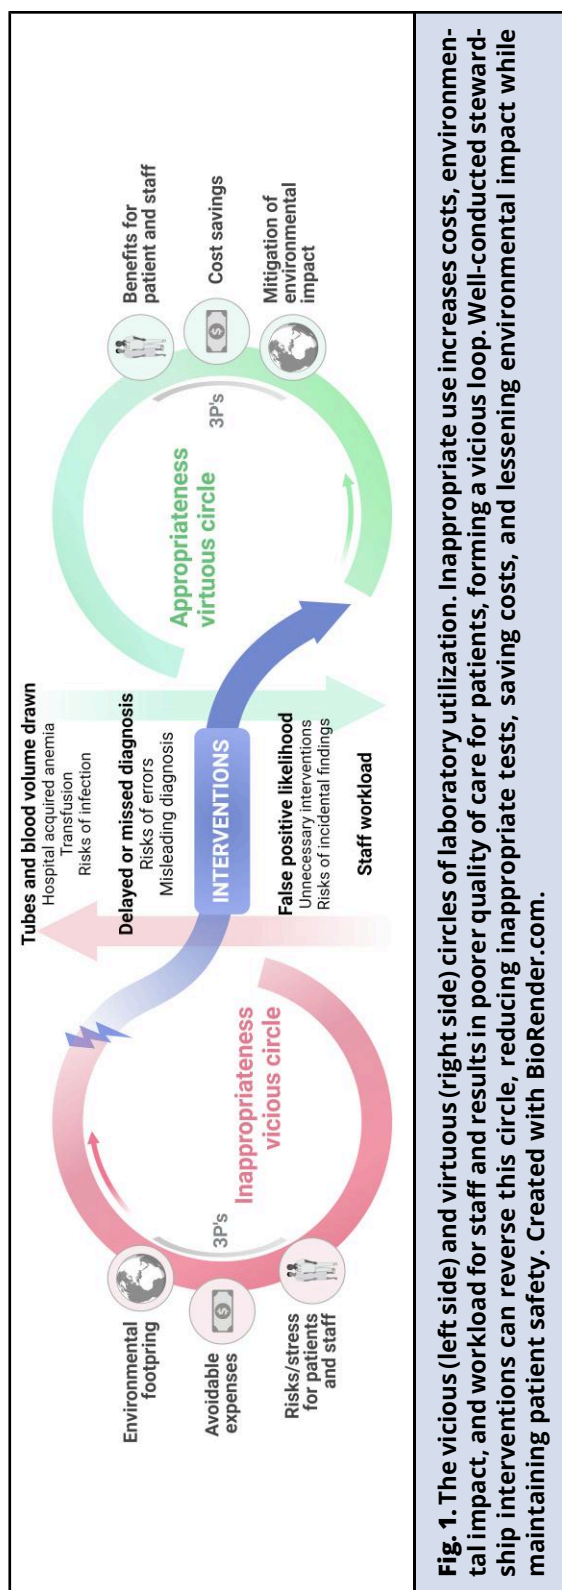 Environmental
footpring
Avoidable
expenses
Risks/stress
for patients
and staff
3P's
Inappropriateness
vicious circle
Tubes and blood volume drawn
Hospital acquired anemia
Transfusion
Risks of infection
Delayed or missed diagnosis
Risks of errors
Misleading diagnosis
INTERVENTIONS
False positive likelihood
Unnecessary interventions
Risks of incidental findings
Staff workload
Appropriateness
virtuous circle
3P's
Benefits for
patient and staff
Cost savings
Mitigation of
environmental
impact
Fig. 1. The vicious (left side) and virtuous (right side) circles of laboratory utilization. Inappropriate use increases costs, environmen-
tal impact, and workload for staff and results in poorer quality of care for patients, forming a vicious loop. Well-conducted steward-
ship interventions can reverse this circle, reducing inappropriate tests, saving costs, and lessening environmental impact while
maintaining patient safety. Created with BioRender.com.